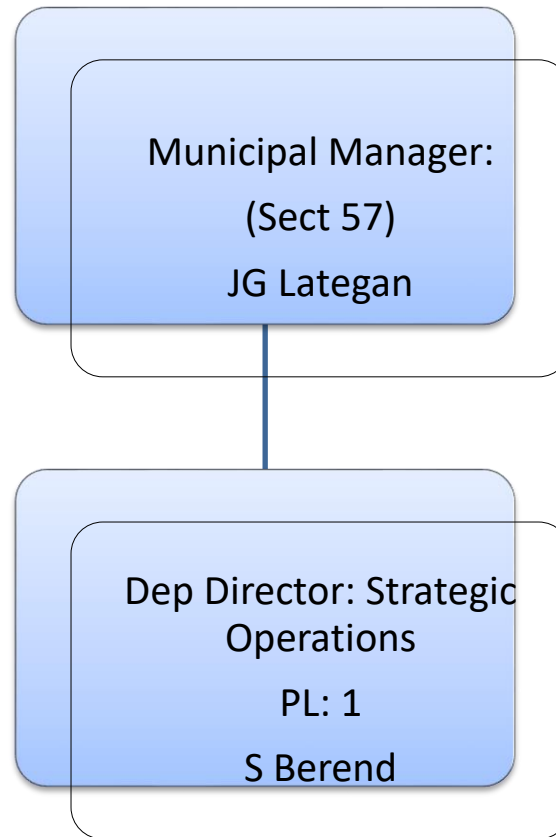 Municipal Manager:
(Sect 57)
JG Lategan
Dep Director: Strategic
Operations
PL: 1
S Berend